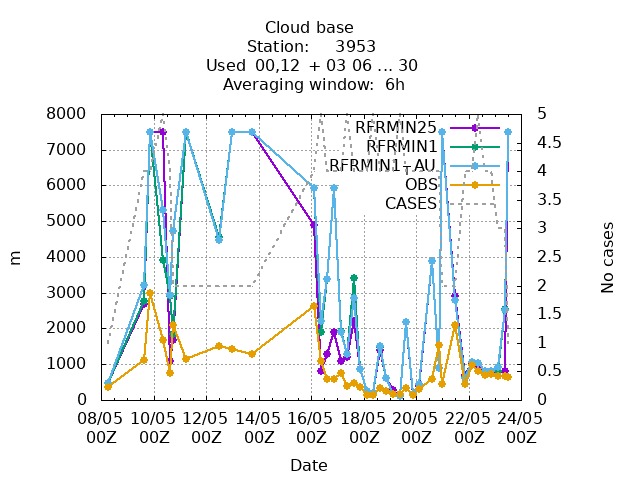 Cloud base
Station: 3953
Used 00,12 + 03 06 ... 30
Averaging window: 6h
8000
7000
6000
5000
4000
3000
2000
1000
0
m
5
4.5
4
3.5
3
2.5
2
1.5
1
0.5
0
No cases
RFRMIN25
RFRMIN1
RFRMIN1-AU
OBS
CASES
08/05 10/05 12/05 14/05 16/05 18/05 20/05 22/05 24/05
00Z 00Z 00Z 00Z 00Z 00Z 00Z 00Z 00Z
Date